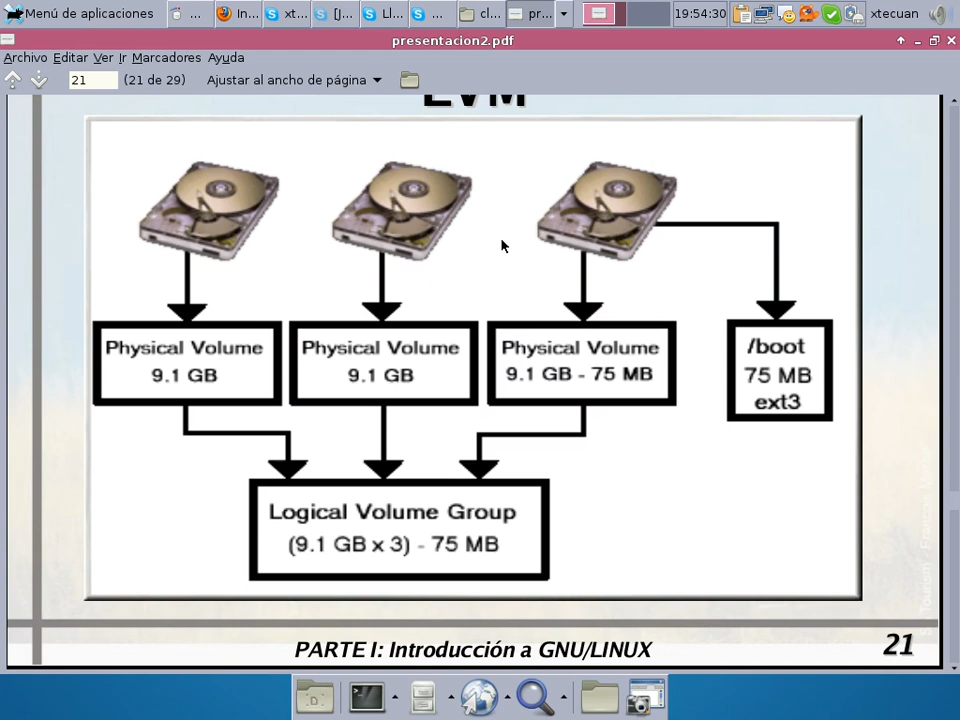 Menú de aplicaciones
...
In...
xt...
[J...
Ll...
...
cl...
pr...
19:54:30
xtecuan
presentacion2.pdf
Archivo Editar Ver Ir Marcadores Ayuda
21 (21 de 29) Ajustar al ancho de página
LVM
Physical Volume
9.1 GB
Physical Volume
9.1 GB
Physical Volume
9.1 GB - 75 MB
/boot
75 MB
ext3
Logical Volume Group
(9.1 GB x 3) - 75 MB
PARTE I: Introducción a GNU/LINUX
21